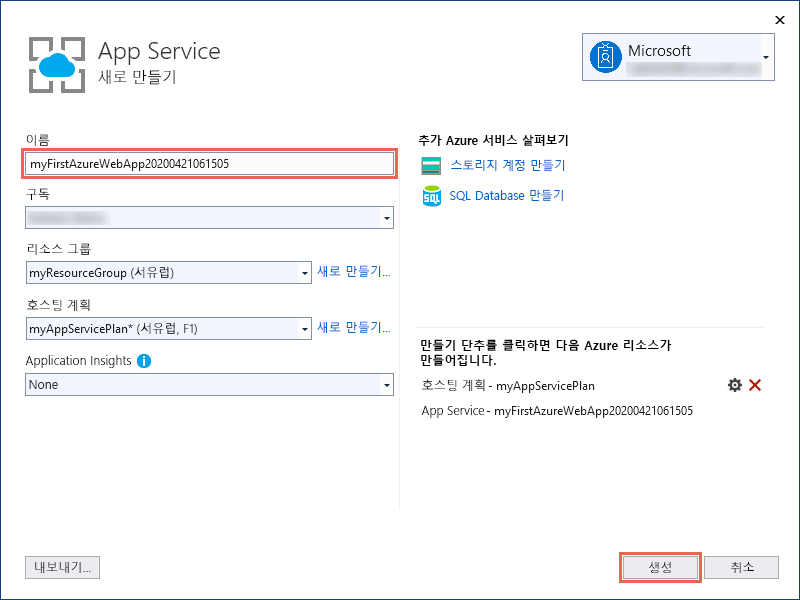 App Service
새로 만들기
Microsoft
이름
myFirstAzureWebApp20200421061505
구독
리소스 그룹
myResourceGroup (서유럽)
새로 만들기...
호스팅 계획
myAppServicePlan* (서유럽, F1)
새로 만들기...
Application Insights
None
추가 Azure 서비스 살펴보기
스토리지 계정 만들기
SQL Database 만들기
만들기 단추를 클릭하면 다음 Azure 리소스가
만들어집니다.
호스팅 계획 - myAppServicePlan
App Service - myFirstAzureWebApp20200421061505
내보내기...
생성
취소